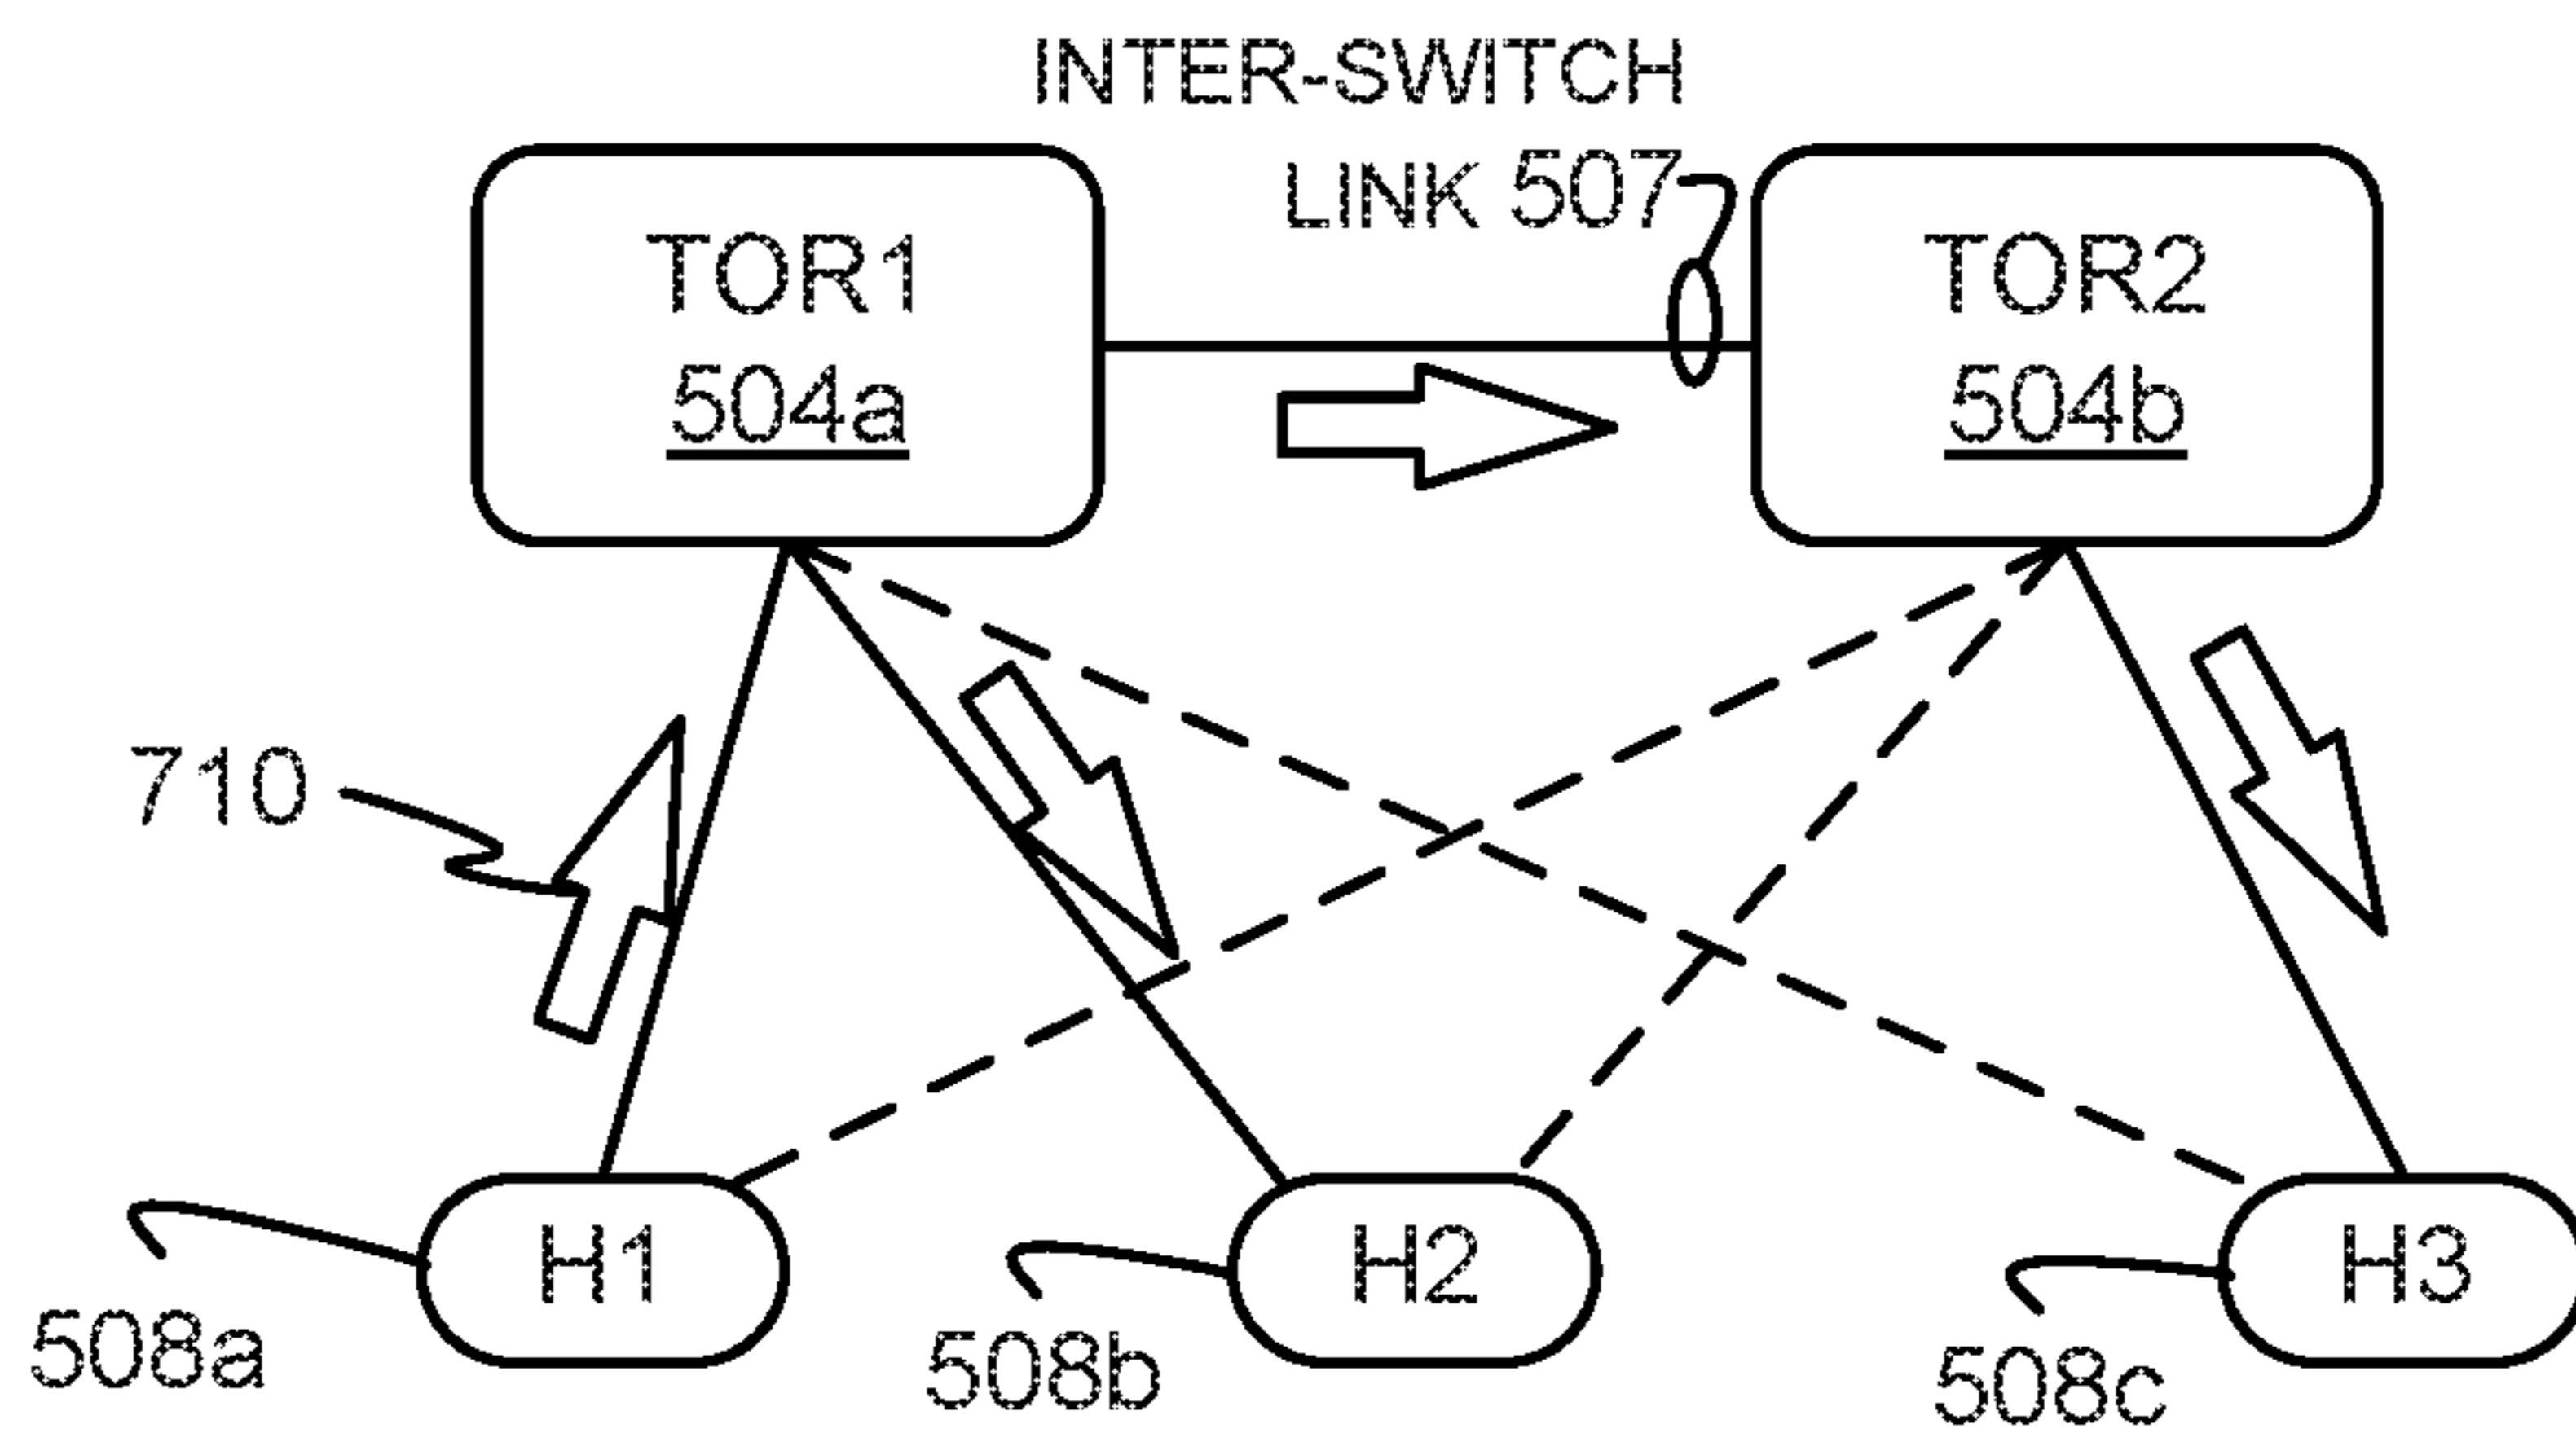 INTER-SWITCH
LINK 507
TOR1
504a
TOR2
504b
710
H1
H2
H3
508a
508b
508c